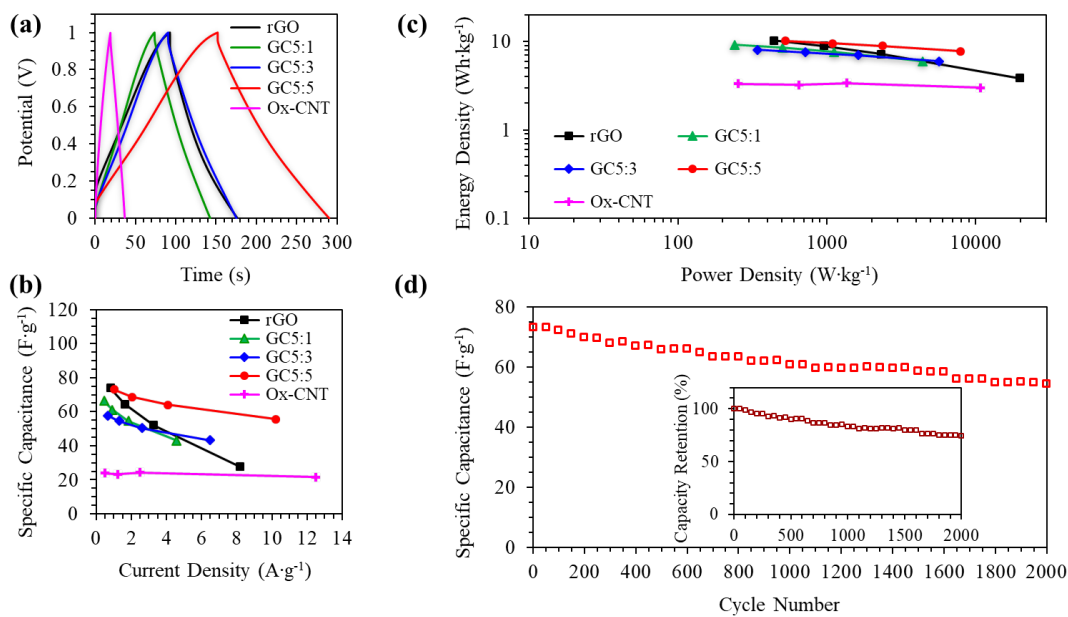 (a)
Potential (V)
1
0.8
0.6
0.4
0.2
0
0 50 100 150 200 250 300
Time (s)
rGO
GC5:1
GC5:3
GC5:5
Ox-CNT
(c)
Energy Density (Wh·kg-1)
100
10
1
0.1
10 100 1000 10000
Power Density (W·kg-1)
rGO GC5:1
GC5:3 GC5:5
Ox-CNT
(b)
Specific Capacitance (F·g-1)
120
100
80
60
40
20
0
0 2 4 6 8 10 12 14
Current Density (A·g-1)
rGO
GC5:1
GC5:3
GC5:5
Ox-CNT
(d)
Specific Capacitance (F·g-1)
80
60
40
20
0
0 200 400 600 800 1000 1200 1400 1600 1800 2000
Cycle Number
Capacity Retention (%)
100
50
0
0 500 1000 1500 2000